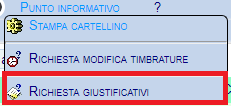 Punto informativo ?
Stampa cartellino
Richiesta modifica timbrature
Richiesta giustificativi